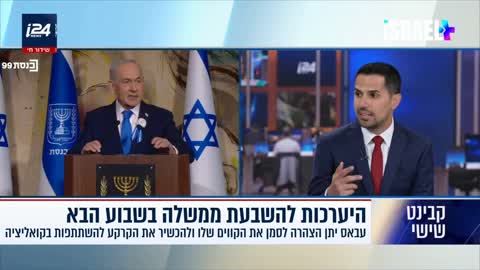 i24
NEWS
שידור חי
כנסת 99
ISRAEL+
היערכות להשבעת ממשלה בשבוע הבא
עבאס יתן הצהרה לסמן את הקווים שלו ולהכשיר את הקרקע להשתתפות בקואליציה
קבינט
שישי